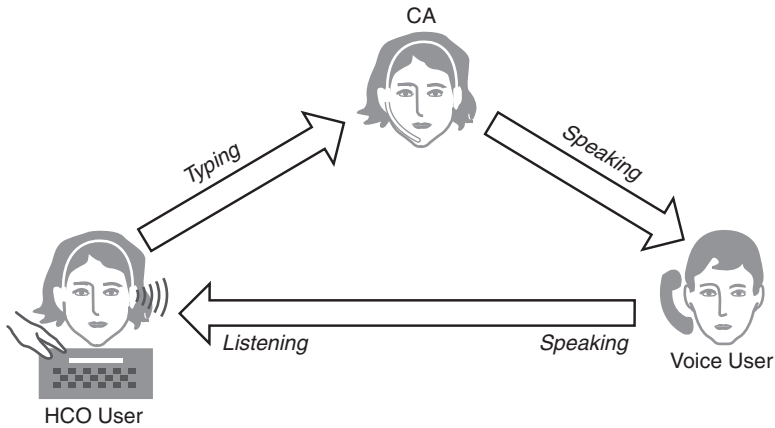 CA
Typing
Speaking
Listening
Speaking
Voice User
HCO User